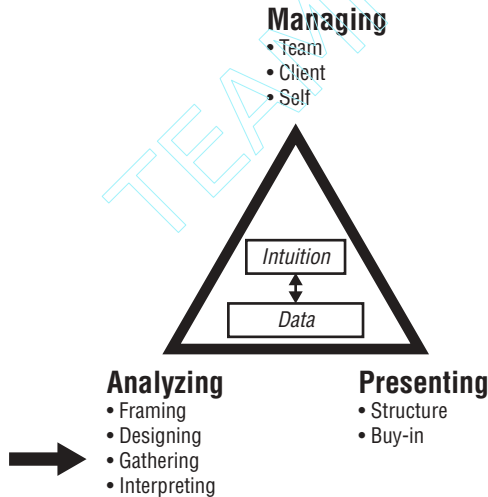 Managing
• Team
• Client
• Self
Intuition
Data
Analyzing
• Framing
• Designing
• Gathering
• Interpreting
Presenting
• Structure
• Buy-in